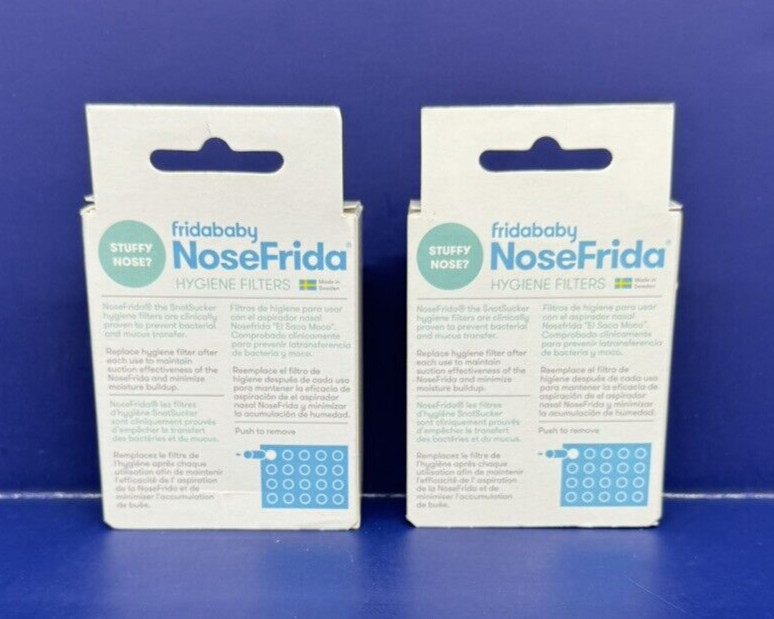 STUFFY
NOSE?
fridababy
NoseFrida®
HYGIENE FILTERS
Made in
Sweden
NoseFrida® the SnotSucker
hygiene filters are clinically
proven to prevent bacterial
and mucus transfer.
Replace hygiene filter after
each use to maintain
suction effectiveness of the
NoseFrida and minimize
moisture buildup.
NoseFrida® les filtres
d'hygiène SnotSucker
sont cliniquement prouvés
d'empêcher le transfert
des bactéries et du mucus.
Remplacez le filtre de
l'hygiène après chaque
utilisation afin de maintenir
l'efficacité de l' aspiration
de la NoseFrida et de
minimiser l'accumulation
de buée.
Filtros de higiene para usar
con el aspirador nasal
Nosefrida "El Saca Moco".
Comprobado clínicamente
para prevenir latransferencia
de bacteria y moco.
Reemplace el filtro de
higiene después de cada uso
para mantener la eficacia de
aspiración de el aspirador
nasal NoseFrida y minimizar
la acumulación de humedad.
Push to remove
STUFFY
NOSE?
fridababy
NoseFrida®
HYGIENE FILTERS
Made in
Sweden
NoseFrida® the SnotSucker
hygiene filters are clinically
proven to prevent bacterial
and mucus transfer.
Replace hygiene filter after
each use to maintain
suction effectiveness of the
NoseFrida and minimize
moisture buildup.
NoseFrida® les filtres
d'hygiène SnotSucker
sont cliniquement prouvés
d'empêcher le transfert
des bactéries et du mucus.
Remplacez le filtre de
l'hygiène après chaque
utilisation afin de maintenir
l'efficacité de l' aspiration
de la NoseFrida et de
minimiser l'accumulation
de buée.
Filtros de higiene para usar
con el aspirador nasal
Nosefrida "El Saca Moco".
Comprobado clínicamente
para prevenir latransferencia
de bacteria y moco.
Reemplace el filtro de
higiene después de cada uso
para mantener la eficacia de
aspiración de el aspirador
nasal NoseFrida y minimizar
la acumulación de humedad.
Push to remove